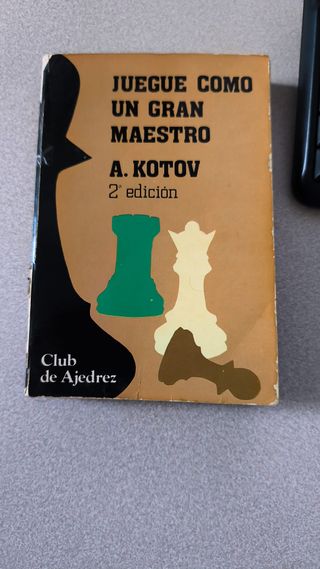 JUEGUE COMO
UN GRAN
MAESTRO
A. KOTOV
2ª edición
Club
de Ajedrez